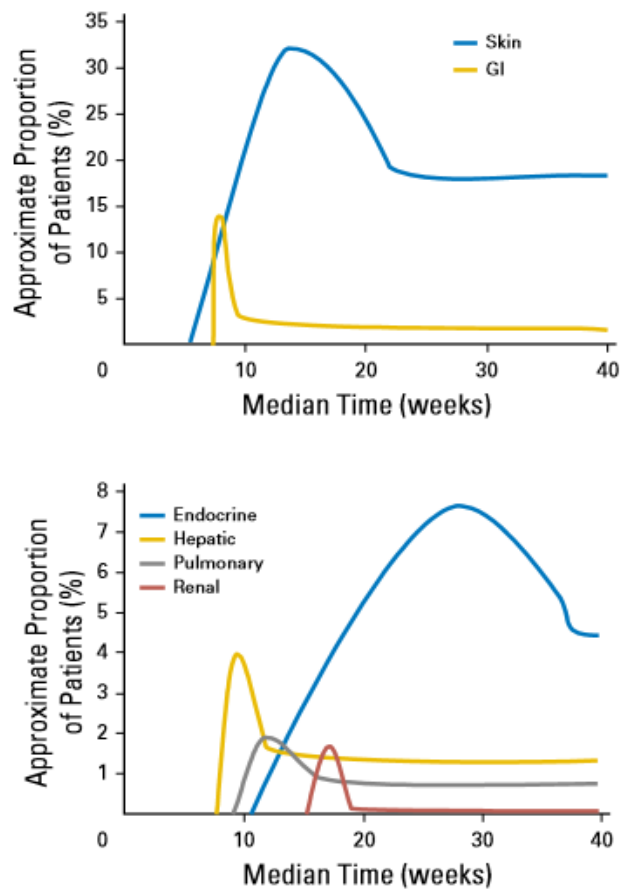 35
30
25
20
15
10
5
0
10
20
30
40
Approximate Proportion
of Patients (%)
Median Time (weeks)
Skin
GI
8
7
6
5
4
3
2
1
0
10
20
30
40
Approximate Proportion
of Patients (%)
Median Time (weeks)
Endocrine
Hepatic
Pulmonary
Renal